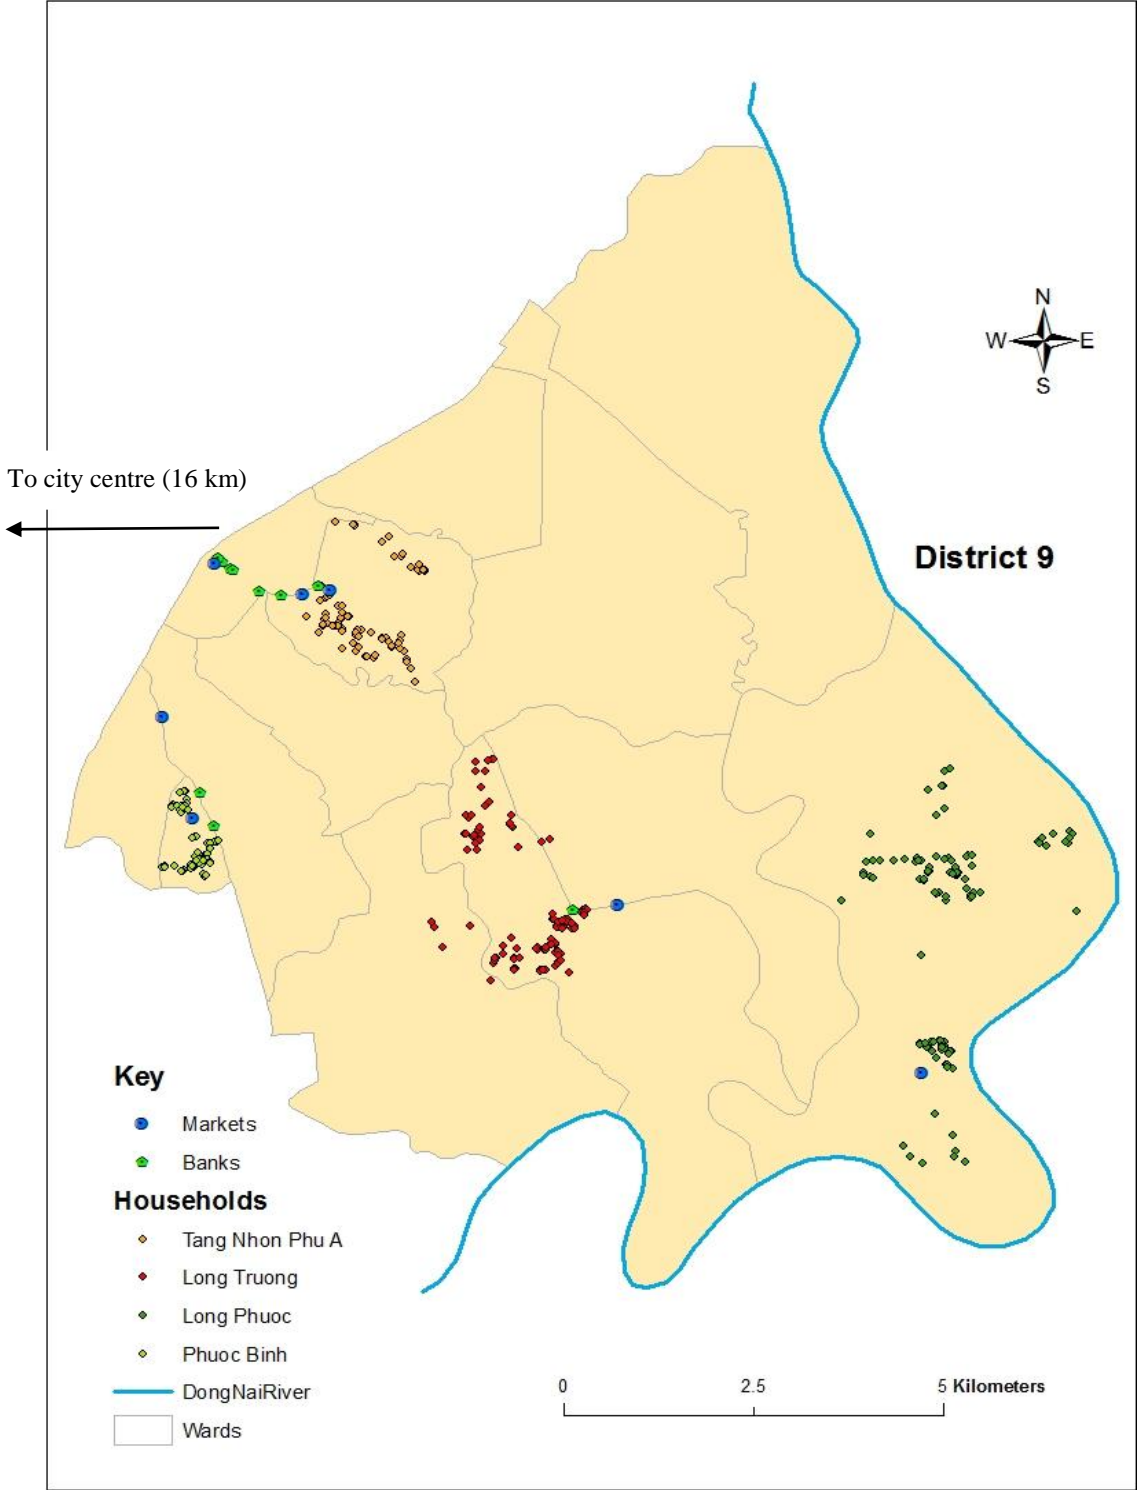 N
W E
S
To city centre (16 km)
District 9
Key
Markets
Banks
Households
Tang Nhon Phu A
Long Truong
Long Phuoc
Phuoc Binh
DongNaiRiver
Wards
0 2.5 5 Kilometers